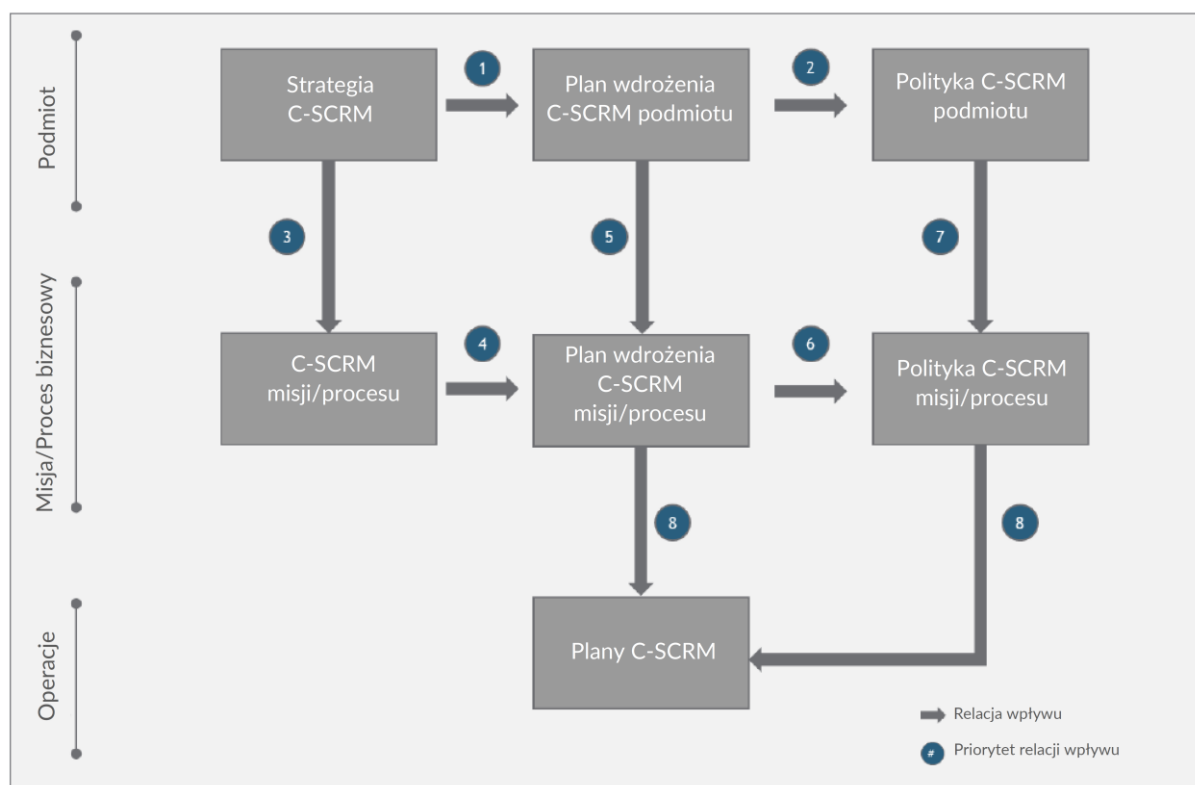 Podmiot
Strategia
C-SCRM
1
Plan wdrożenia
C-SCRM podmiotu
2
Polityka C-SCRM
podmiotu
3
5
7
Misja/Proces biznesowy
C-SCRM
misji/procesu
4
Plan wdrożenia
C-SCRM
misji/procesu
6
Polityka C-SCRM
misji/procesu
8
8
Operacje
Plany C-SCRM
Relacja wpływu
# Priorytet relacji wpływu